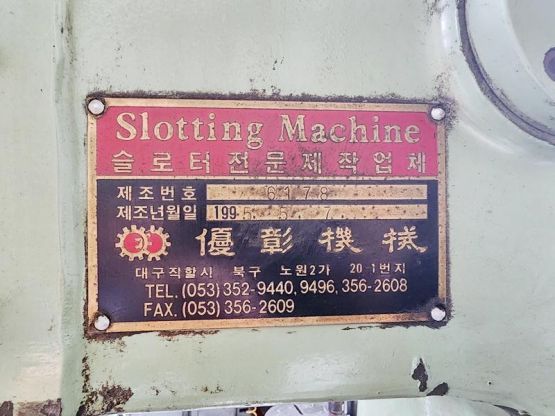 Slotting Machine
슬로터전문제작업체
제조번호 6178
제조년월일 1995. 5. 7
優彰機械
대구직할시 북구 노원2가 20-1번지
TEL. (053) 352-9440, 9496, 356-2608
FAX. (053) 356-2609